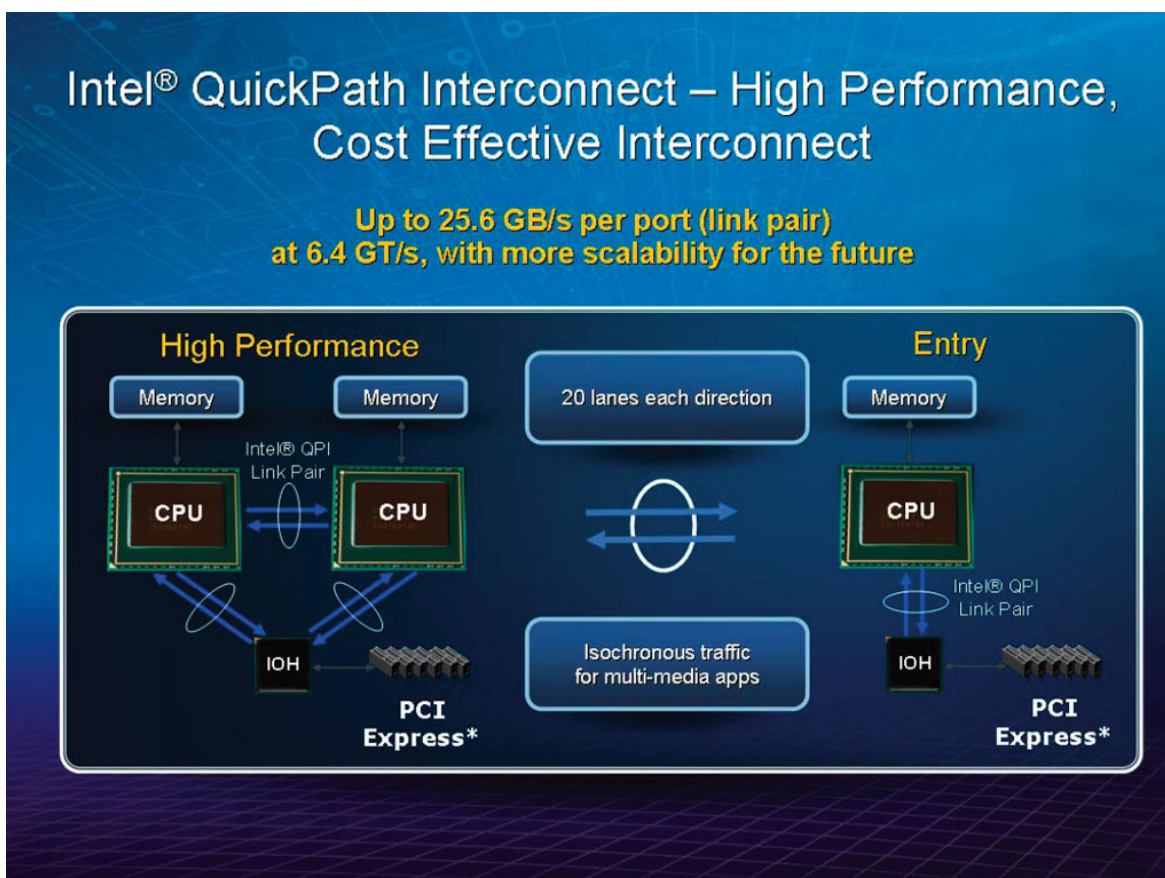 Intel® QuickPath Interconnect – High Performance,
Cost Effective Interconnect
Up to 25.6 GB/s per port (link pair)
at 6.4 GT/s, with more scalability for the future
High Performance
Memory
Memory
Intel® QPI
Link Pair
CPU
CPU
IOH
PCI
Express*
20 lanes each direction
Isochronous traffic
for multi-media apps
Entry
Memory
CPU
Intel® QPI
Link Pair
IOH
PCI
Express*